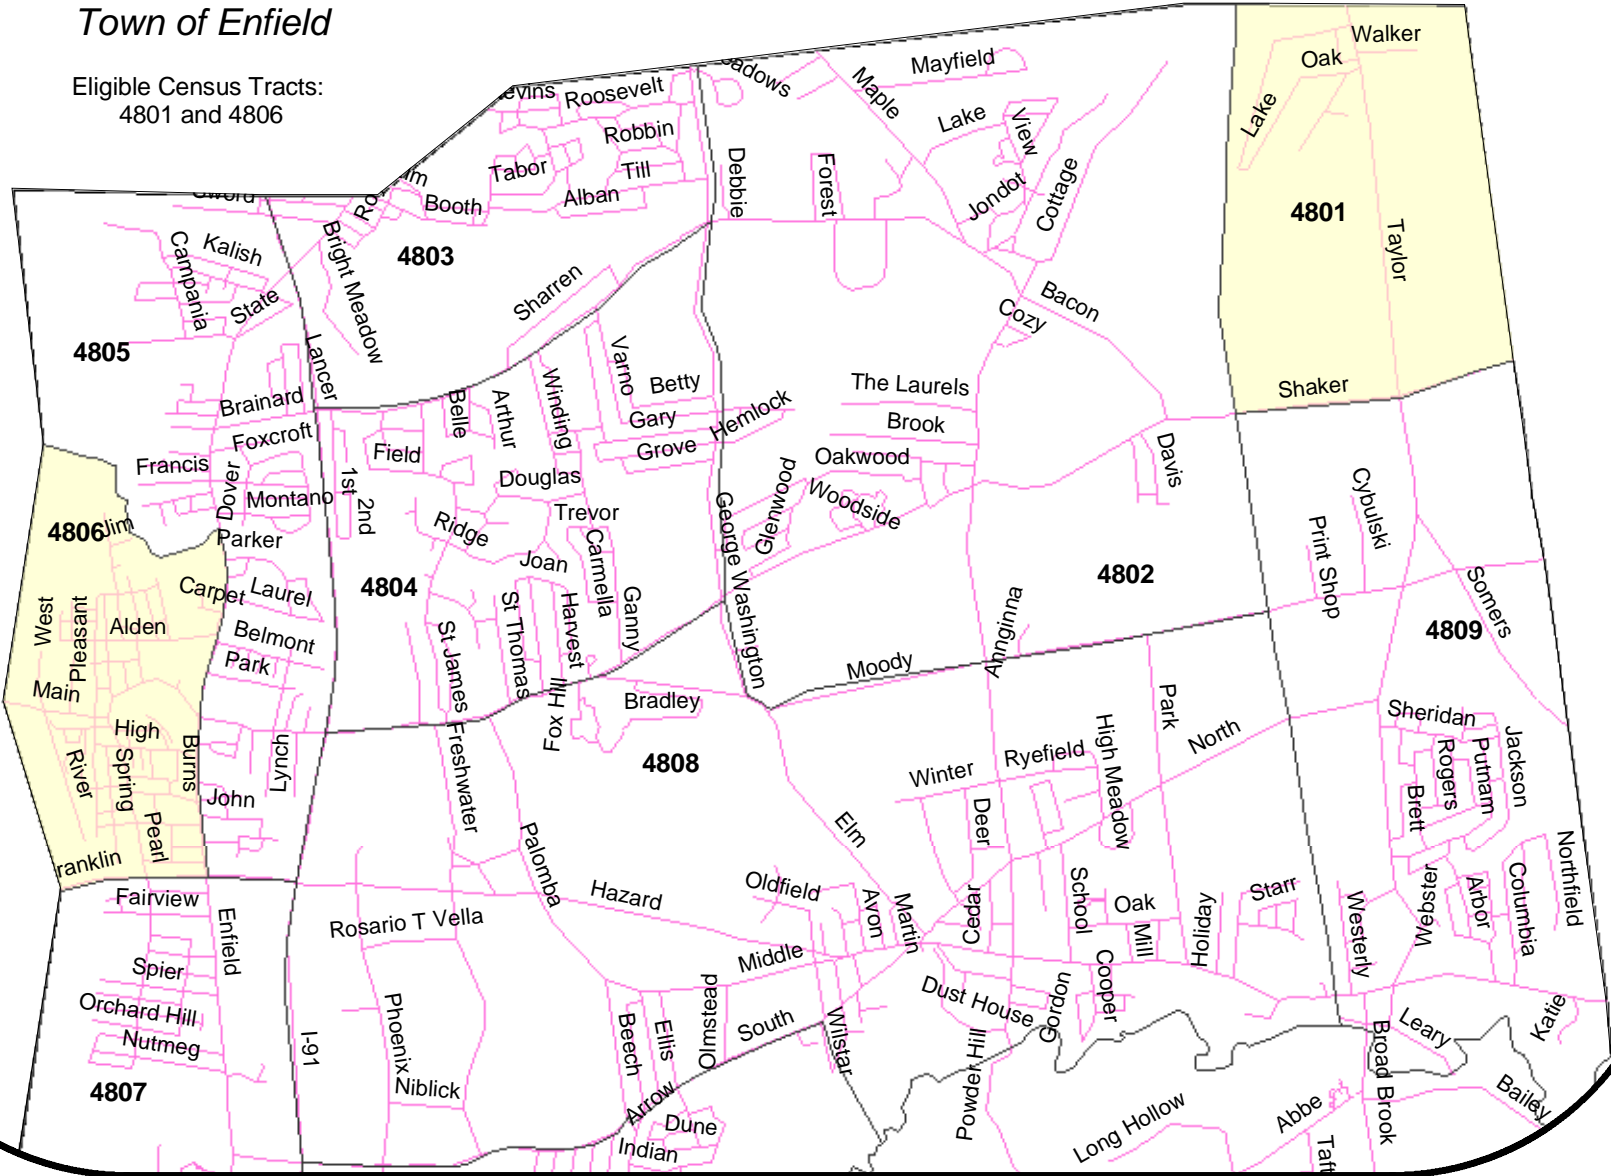 Town of Enfield
Eligible Census Tracts:
4801 and 4806
Walker
Oak
Lake
4801
Taylor
Shaker
Mayfield
Maple
Lake
View
Jondot
Cottage
Forest
Debbie
Roosevelt
Robbin
Tabor
Till
Alban
Booth
4803
Bright Meadow
Sharren
Kalish
Campania
State
4805
Lancer
Brainard
Foxcroft
Francis
Dover
Montano
Parker
4806
Jim
Carpet
Laurel
West
Pleasant
Alden
Belmont
Park
Main
High
River
Spring
Burns
Pearl
Lynch
John
ranklin
Fairview
Enfield
Spier
Orchard Hill
Nutmeg
4807
I-91
Bacon
Cozy
Varno
Betty
Winding
Gary
Hemlock
Grove
Belle
Arthur
Field
1st
2nd
Douglas
Trevor
Ridge
Joan
Carmella
Ganny
4804
St Thomas
Harvest
St James
Fox Hill
Freshwater
The Laurels
Brook
Oakwood
Woodside
Glenwood
George Washington
Davis
4802
Annginna
Moody
Cybulski
Print Shop
Somers
4809
Bradley
4808
Park
North
Sheridan
Jackson
Putnam
Rogers
Brett
Ryefield
High Meadow
Winter
Deer
Elm
Palomba
Hazard
Oldfield
Avon
Martin
Cedar
School
Oak
Mill
Holiday
Starr
Westerly
Webster
Arbor
Columbia
Northfield
Rosario T Vella
Phoenix
Niblick
Middle
Olmstead
South
Wilstar
Beech
Ellis
Arrow
Dune
Indian
Dust House
Gordon
Cooper
Powder Hill
Long Hollow
Abbe
Taft
Broad Brook
Leary
Katie
Bailey